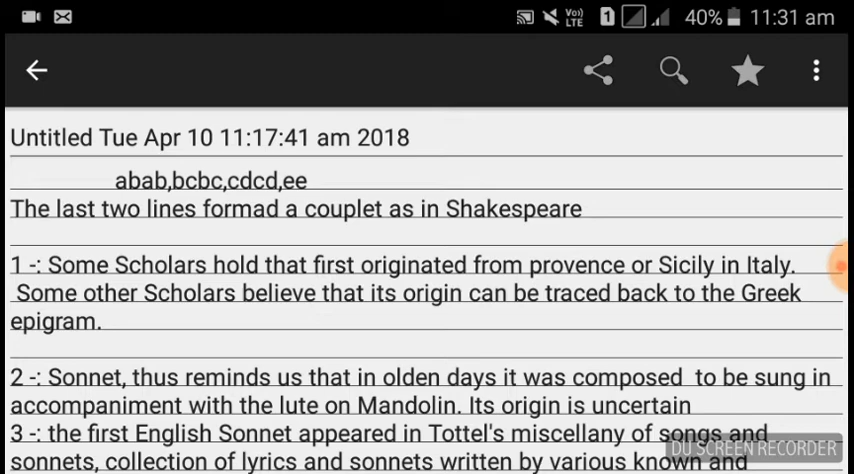 Vo))
LTE
1
40%
11:31 am
Untitled Tue Apr 10 11:17:41 am 2018
abab,bcbc,cdcd,ee
The last two lines formad a couplet as in Shakespeare
1 -: Some Scholars hold that first originated from provence or Sicily in Italy.
Some other Scholars believe that its origin can be traced back to the Greek
epigram.
2 -: Sonnet, thus reminds us that in olden days it was composed to be sung in
accompaniment with the lute on Mandolin. Its origin is uncertain
3 -: the first English Sonnet appeared in Tottel's miscellany of songs and
sonnets, collection of lyrics and sonnets written by various known and
DU SCREEN RECORDER